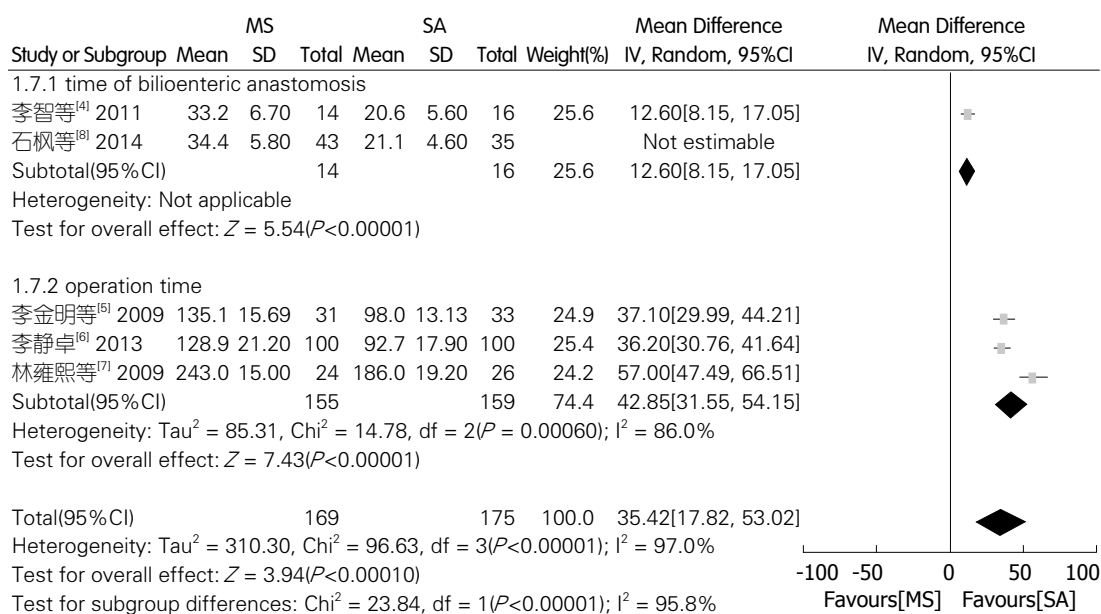 MS SA Mean Difference Mean Difference
Study or Subgroup Mean SD Total Mean SD Total Weight(%) IV, Random, 95%CI IV, Random, 95%CI
1.7.1 time of bilioenteric anastomosis
李智等[4] 2011 33.2 6.70 14 20.6 5.60 16 25.6 12.60[8.15, 17.05]
石枫等[8] 2014 34.4 5.80 43 21.1 4.60 35 Not estimable
Subtotal(95%CI) 14 16 25.6 12.60[8.15, 17.05]
Heterogeneity: Not applicable
Test for overall effect: Z = 5.54(P<0.00001)
1.7.2 operation time
李金明等[5] 2009 135.1 15.69 31 98.0 13.13 33 24.9 37.10[29.99, 44.21]
李静卓[6] 2013 128.9 21.20 100 92.7 17.90 100 25.4 36.20[30.76, 41.64]
林雍熙等[7] 2009 243.0 15.00 24 186.0 19.20 26 24.2 57.00[47.49, 66.51]
Subtotal(95%CI) 155 159 74.4 42.85[31.55, 54.15]
Heterogeneity: Tau² = 85.31, Chi² = 14.78, df = 2(P = 0.00060); I² = 86.0%
Test for overall effect: Z = 7.43(P<0.00001)
Total(95%CI) 169 175 100.0 35.42[17.82, 53.02]
Heterogeneity: Tau² = 310.30, Chi² = 96.63, df = 3(P<0.00001); I² = 97.0%
Test for overall effect: Z = 3.94(P<0.00010)
Test for subgroup differences: Chi² = 23.84, df = 1(P<0.00001); I² = 95.8%
-100 -50 0 50 100
Favours[MS] Favours[SA]